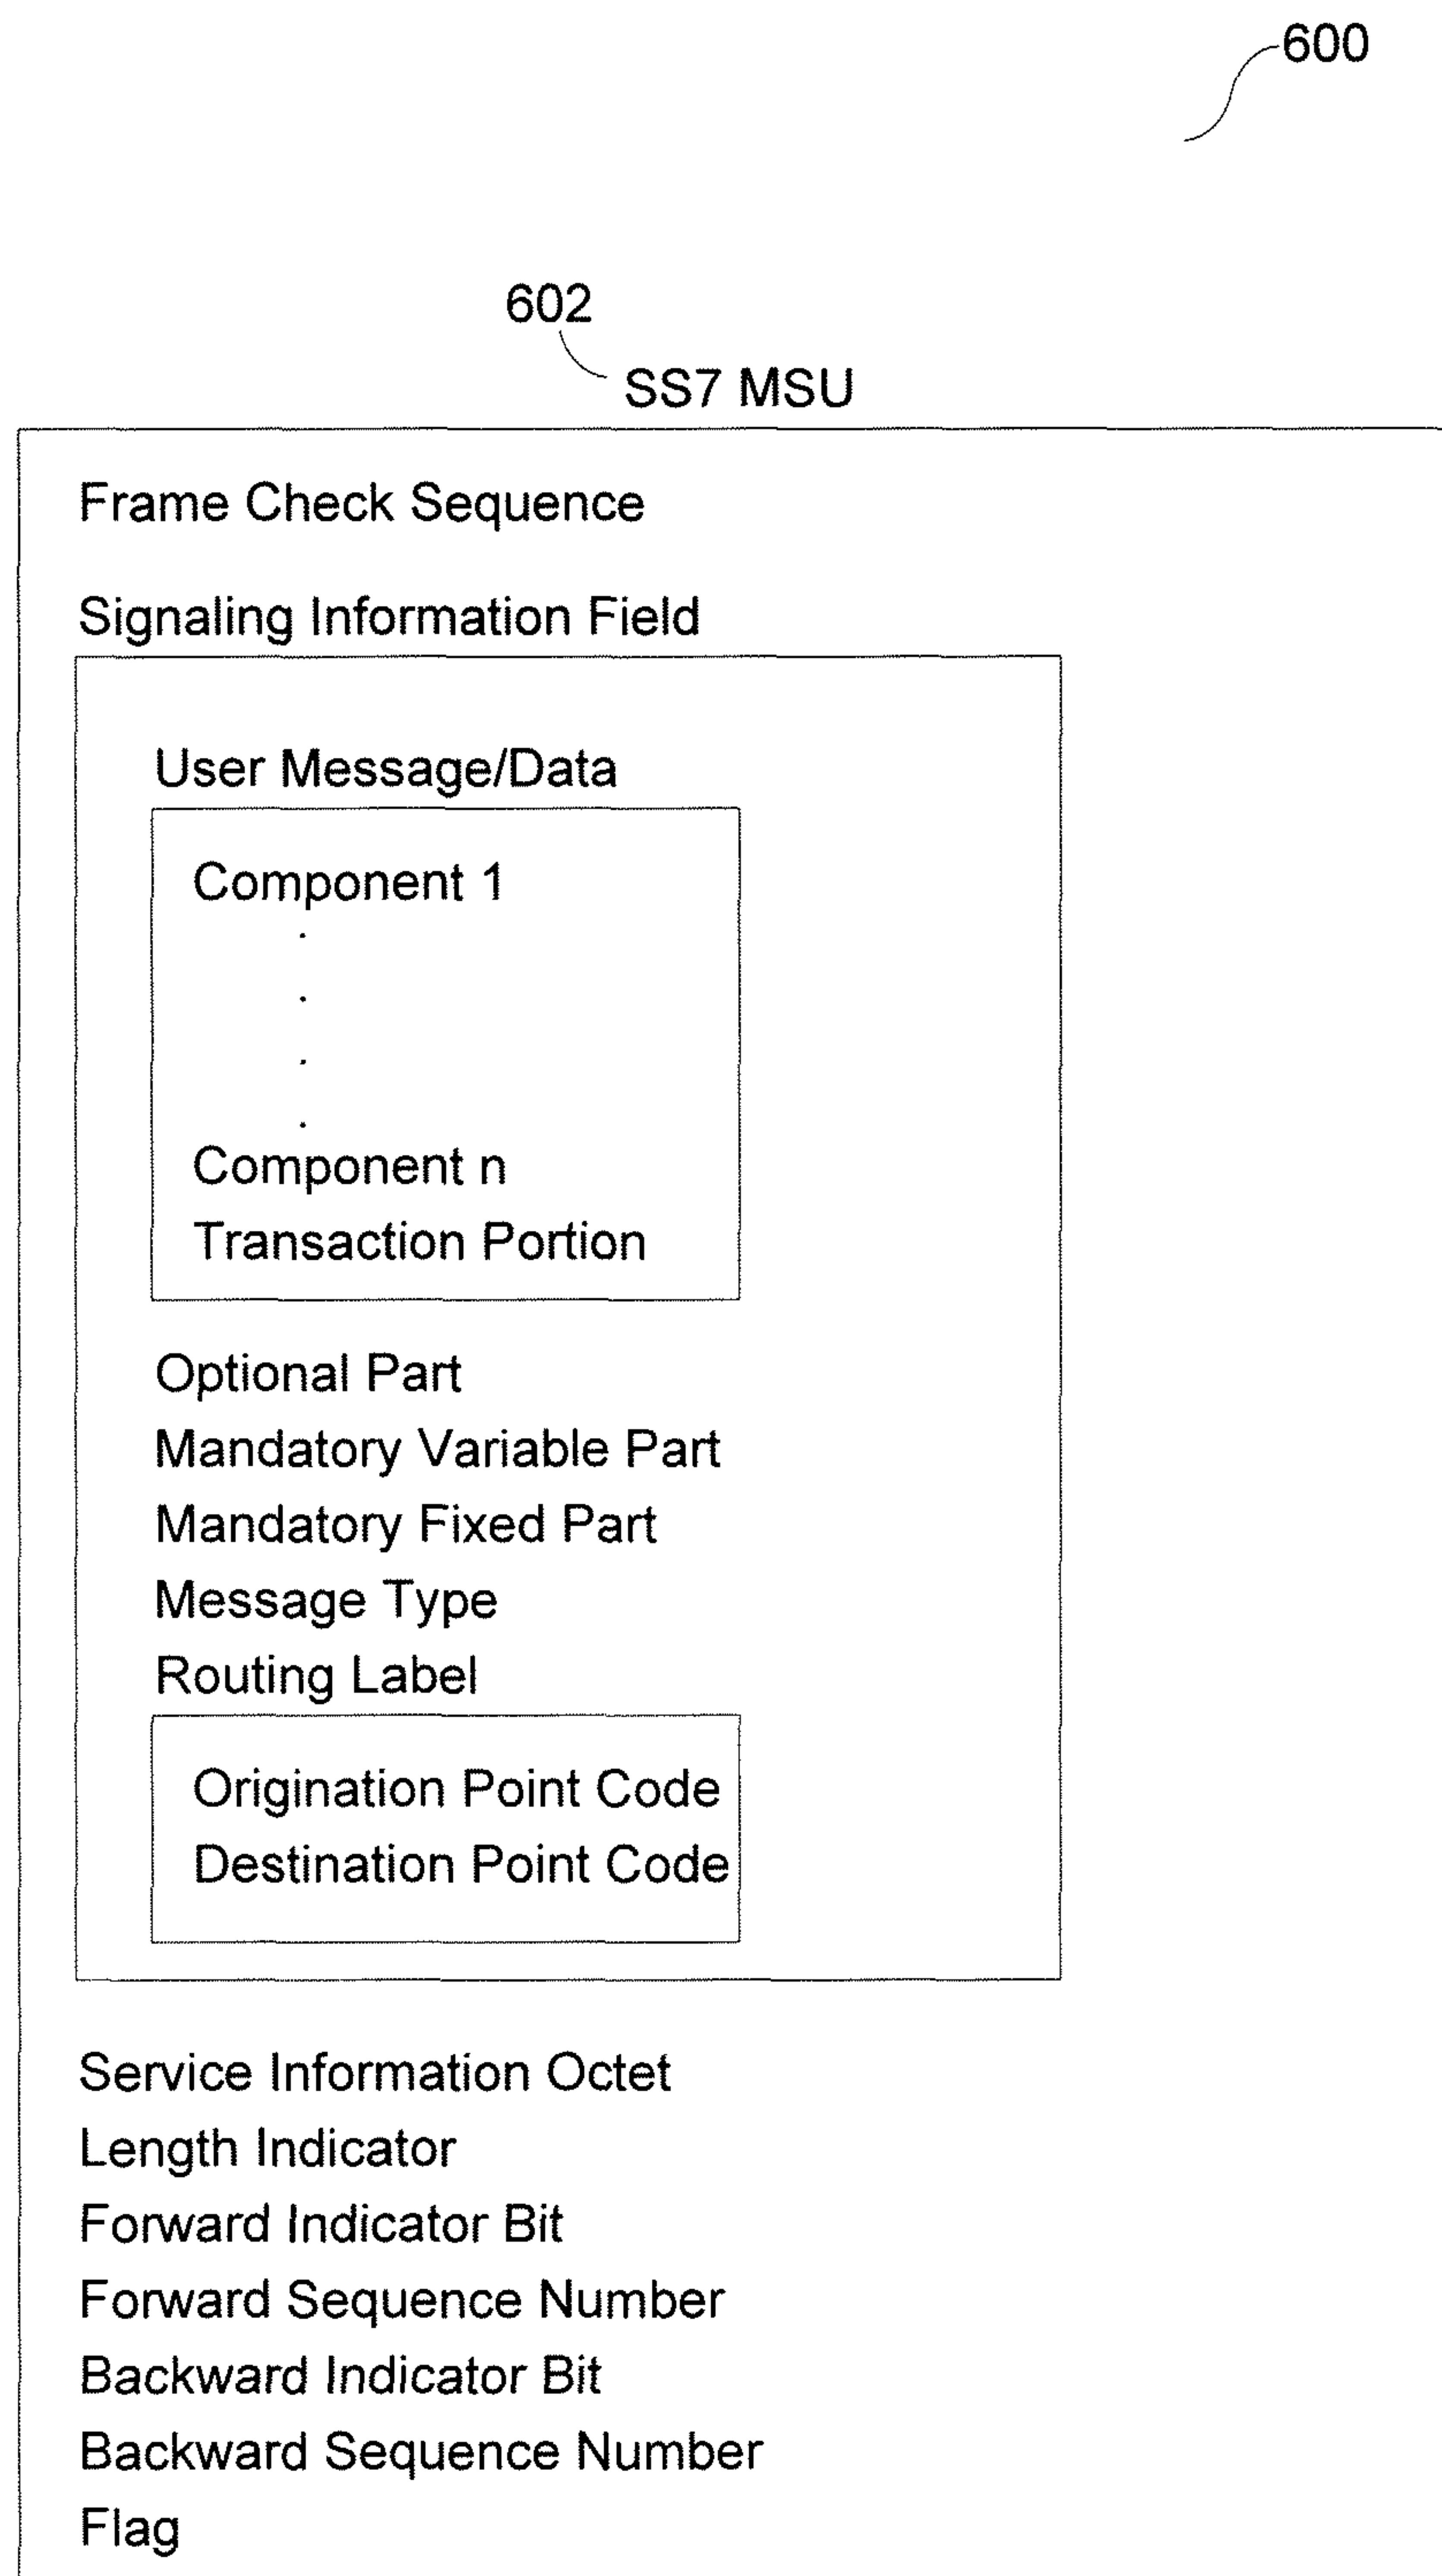 600
602
SS7 MSU
Frame Check Sequence
Signaling Information Field
User Message/Data
Component 1
.
.
.
.
Component n
Transaction Portion
Optional Part
Mandatory Variable Part
Mandatory Fixed Part
Message Type
Routing Label
Origination Point Code
Destination Point Code
Service Information Octet
Length Indicator
Forward Indicator Bit
Forward Sequence Number
Backward Indicator Bit
Backward Sequence Number
Flag